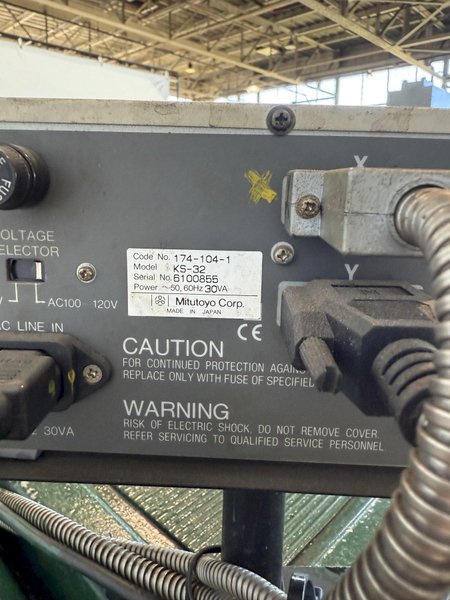 FUS
X
VOLTAGE
SELECTOR
Code No. 174-104-1
Model KS-32
Serial No. 6100855
Power ~50, 60Hz 30VA
Mitutoyo Corp.
MADE IN JAPAN
CE
Y
AC100 - 120V
AC LINE IN
CAUTION
FOR CONTINUED PROTECTION AGAINS
REPLACE ONLY WITH FUSE OF SPECIFIED
30VA
WARNING
RISK OF ELECTRIC SHOCK, DO NOT REMOVE COVER.
REFER SERVICING TO QUALIFIED SERVICE PERSONNEL